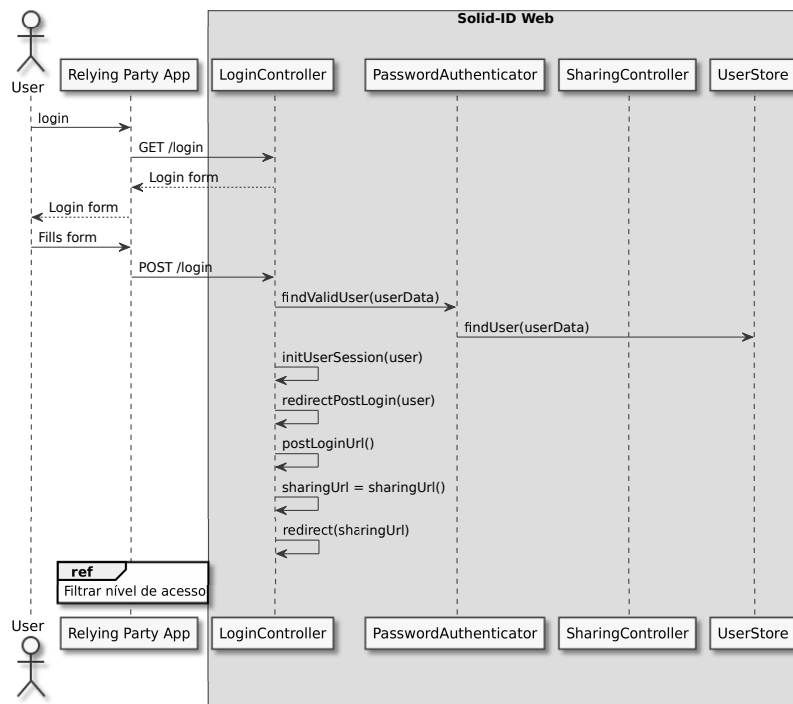 Solid-ID Web
User
Relying Party App
LoginController
PasswordAuthenticator
SharingController
UserStore
login
GET /login
Login form
Login form
Fills form
POST /login
findValidUser(userData)
findUser(userData)
initUserSession(user)
redirectPostLogin(user)
postLoginUrl()
sharingUrl = sharingUrl()
redirect(sharingUrl)
ref
Filtrar nível de acesso
User
Relying Party App
LoginController
PasswordAuthenticator
SharingController
UserStore